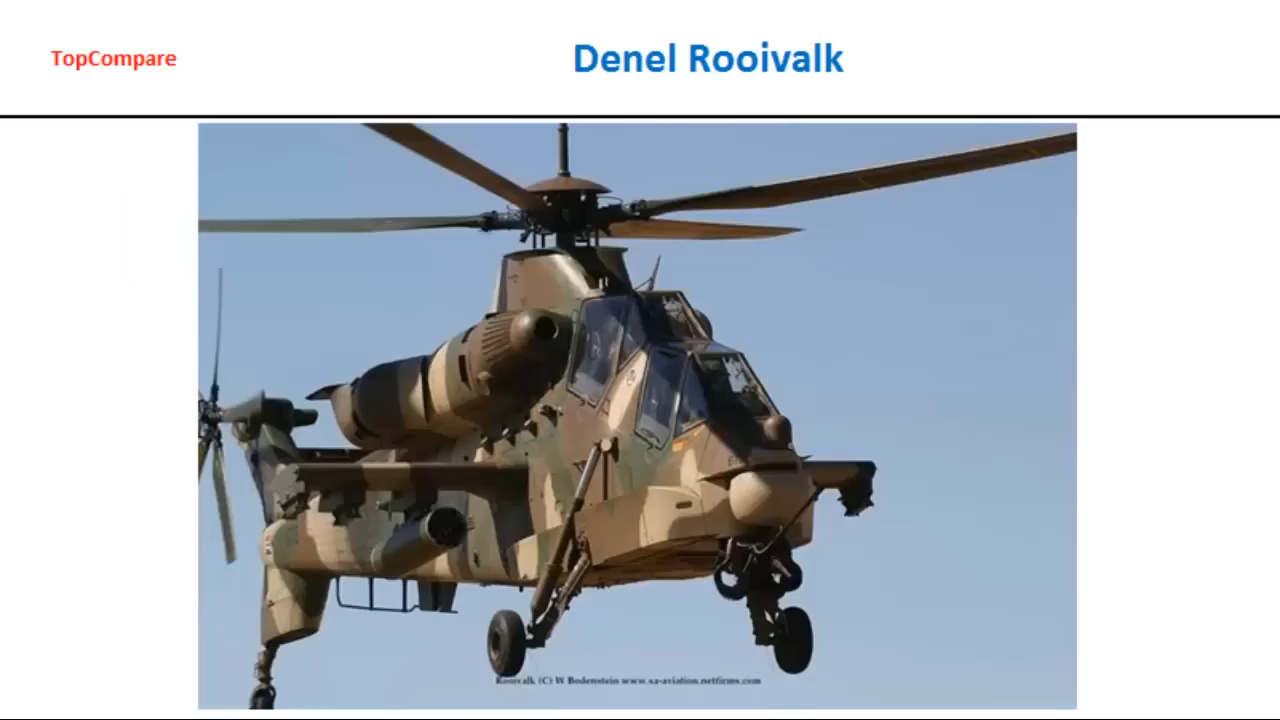 TopCompare
Denel Rooivalk
Rooivalk (C) W Bodenstein www.sa-aviation.netfirms.com